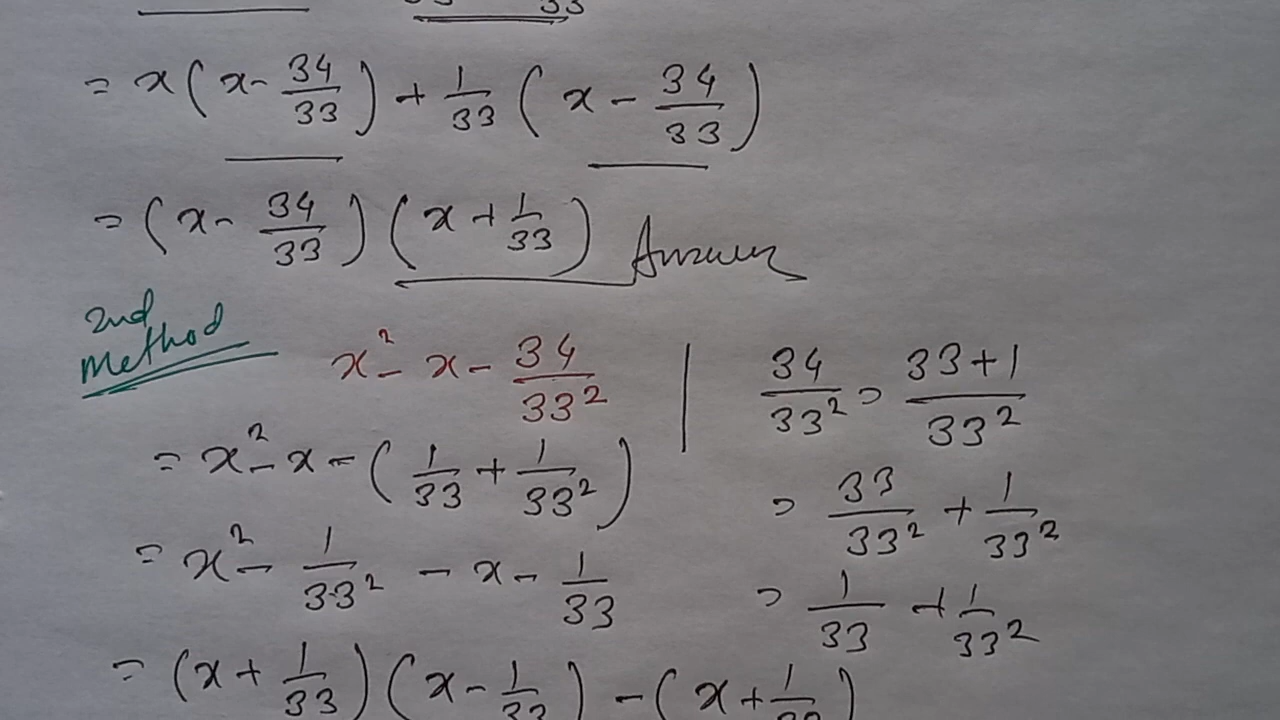 33 33
= x(x - 34/33) + 1/33 (x - 34/33)
= (x - 34/33)(x + 1/33) Answer
2nd Method
x² - x - 34/33² | 34/33² = 33+1/33²
= x² - x - (1/33 + 1/33²)
= 33/33² + 1/33²
= x² - 1/33² - x - 1/33
= 1/33 + 1/33²
= (x + 1/33)(x - 1/33) - (x + 1/33)